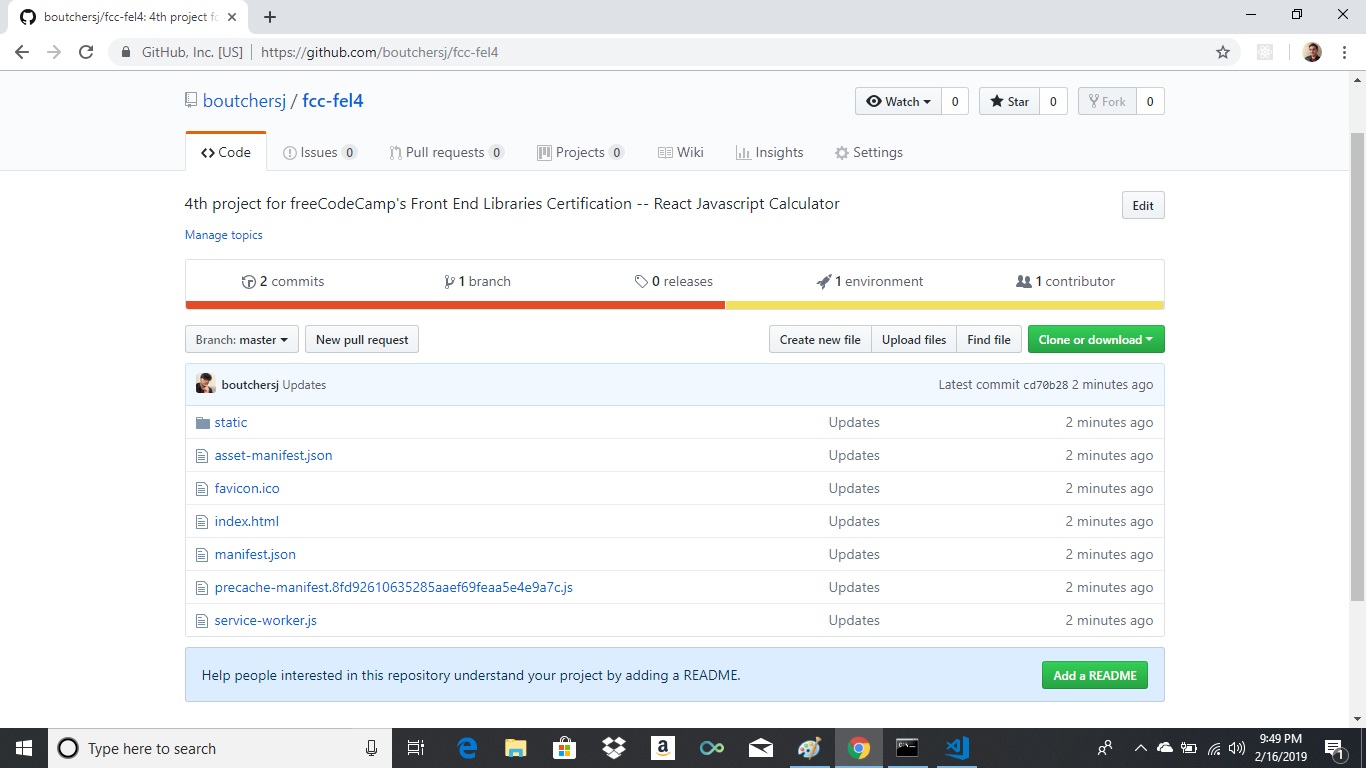 boutchersj/fcc-fel4: 4th project fo
GitHub, Inc. [US] https://github.com/boutchersj/fcc-fel4
boutchersj / fcc-fel4
Watch 0 Star 0 Fork 0
Code Issues 0 Pull requests 0 Projects 0 Wiki Insights Settings
4th project for freeCodeCamp's Front End Libraries Certification -- React Javascript Calculator Edit
Manage topics
2 commits 1 branch 0 releases 1 environment 1 contributor
Branch: master New pull request Create new file Upload files Find file Clone or download
boutchersj Updates Latest commit cd70b28 2 minutes ago
static Updates 2 minutes ago
asset-manifest.json Updates 2 minutes ago
favicon.ico Updates 2 minutes ago
index.html Updates 2 minutes ago
manifest.json Updates 2 minutes ago
precache-manifest.8fd92610635285aaef69feaa5e4e9a7c.js Updates 2 minutes ago
service-worker.js Updates 2 minutes ago
Help people interested in this repository understand your project by adding a README. Add a README
Type here to search
9:49 PM
2/16/2019
1